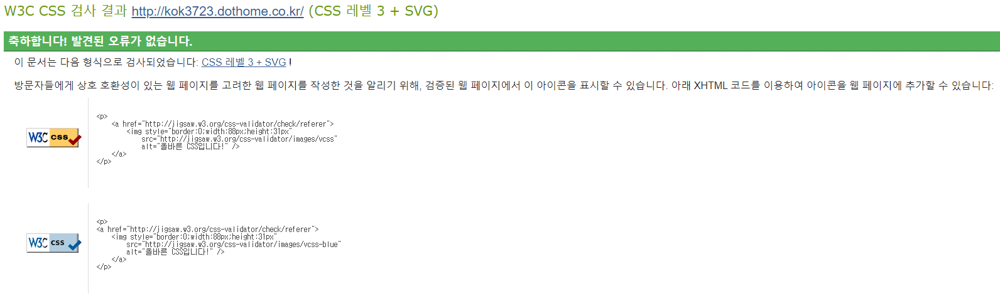 W3C CSS 검사 결과 http://kok3723.dothome.co.kr/ (CSS 레벨 3 + SVG)
축하합니다! 발견된 오류가 없습니다.
이 문서는 다음 형식으로 검사되었습니다: CSS 레벨 3 + SVG !
방문자들에게 상호 호환성이 있는 웹 페이지를 고려한 웹 페이지를 작성한 것을 알리기 위해, 검증된 웹 페이지에서 이 아이콘을 표시할 수 있습니다. 아래 XHTML 코드를 이용하여 아이콘을 웹 페이지에 추가할 수 있습니다:
W3C css
<p>
<a href="http://jigsaw.w3.org/css-validator/check/referer">
<img style="border:0;width:88px;height:31px"
src="http://jigsaw.w3.org/css-validator/images/vcss"
alt="올바른 CSS입니다!" />
</a>
</p>
W3C css
<p>
<a href="http://jigsaw.w3.org/css-validator/check/referer">
<img style="border:0;width:88px;height:31px"
src="http://jigsaw.w3.org/css-validator/images/vcss-blue"
alt="올바른 CSS입니다!" />
</a>
</p>